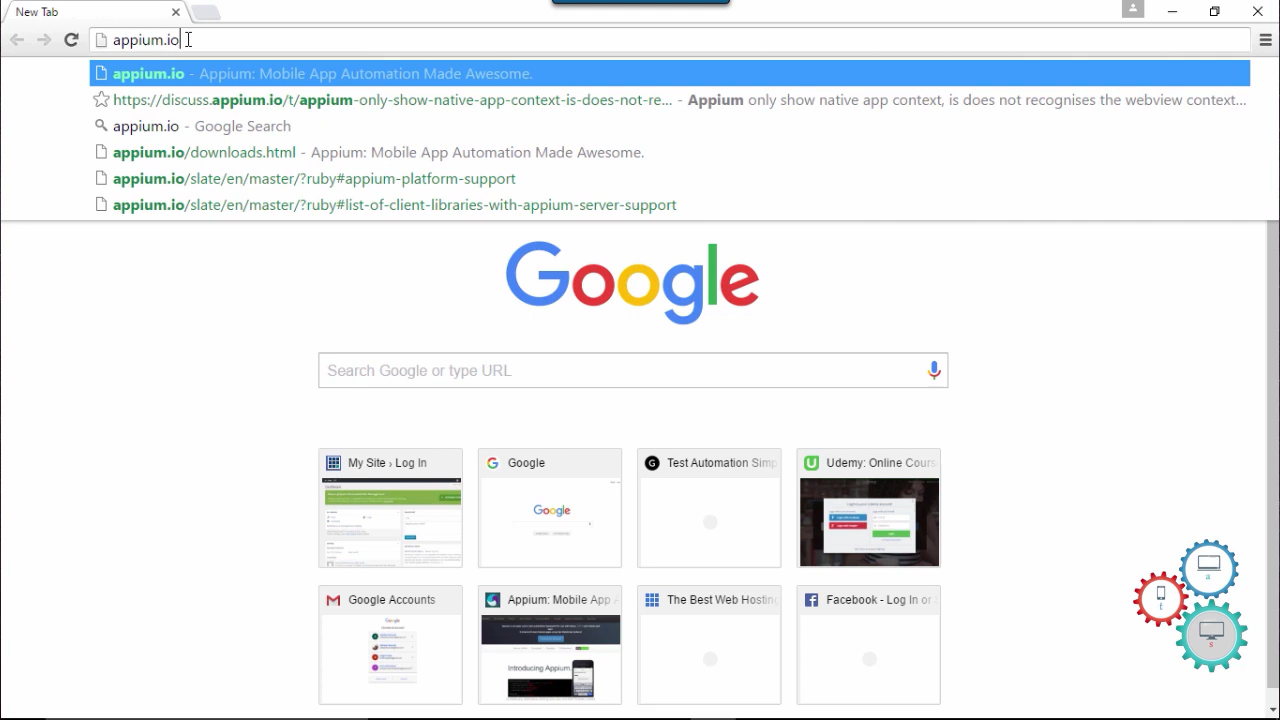 New Tab
appium.io
appium.io - Appium: Mobile App Automation Made Awesome.
https://discuss.appium.io/t/appium-only-show-native-app-context-is-does-not-re... - Appium only show native app context, is does not recognises the webview context...
appium.io - Google Search
appium.io/downloads.html - Appium: Mobile App Automation Made Awesome.
appium.io/slate/en/master/?ruby#appium-platform-support
appium.io/slate/en/master/?ruby#list-of-client-libraries-with-appium-server-support
Google
Search Google or type URL
My Site › Log In
Google
Test Automation Simp
Udemy: Online Cours
Google
Google Accounts
Appium: Mobile App
The Best Web Hosting
Facebook - Log In or
Google
Introducing Appium.
a
t
s